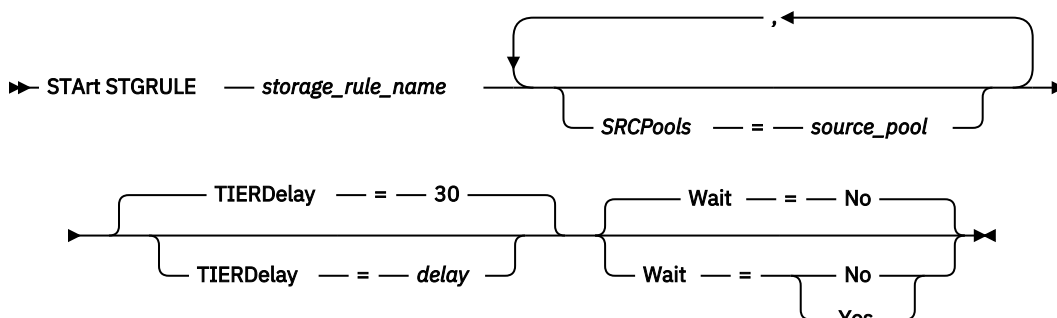 ,
STArt STGRULE storage_rule_name
SRCPools = source_pool
TIERDelay = 30 Wait = No
TIERDelay = delay Wait = No
Yes